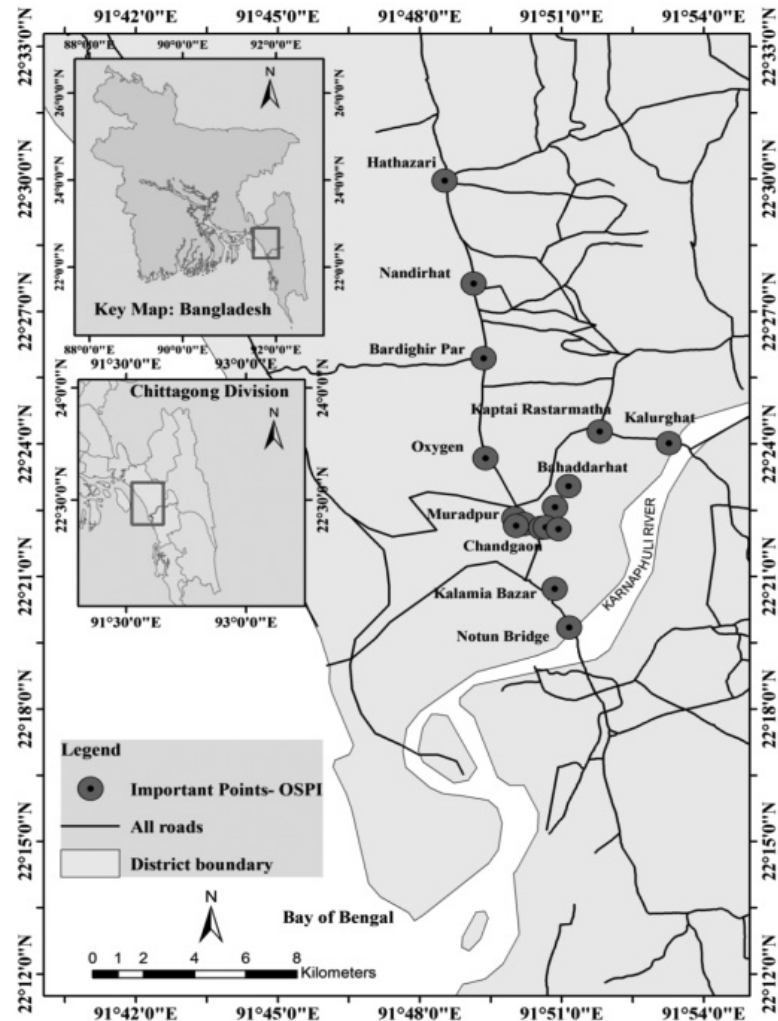 91°42'0"E 91°45'0"E 91°48'0"E 91°51'0"E 91°54'0"E
88°0'0"E 90°0'0"E 92°0'0"E
22°33'0"N
22°30'0"N
22°27'0"N
22°24'0"N
22°21'0"N
22°18'0"N
22°15'0"N
22°12'0"N
N
26°0'0"N
24°0'0"N
22°0'0"N
26°0'0"N
24°0'0"N
22°0'0"N
Key Map: Bangladesh
88°0'0"E 90°0'0"E 92°0'0"E
91°30'0"E 93°0'0"E
Chittagong Division
N
24°0'0"N
22°30'0"N
24°0'0"N
22°30'0"N
91°30'0"E 93°0'0"E
Hathazari
Nandirhat
Bardighir Par
Kaptai Rastarmatha
Kalurghat
Oxygen
Bahaddarhat
Muradpur
Chandgaon
Kalamia Bazar
Notun Bridge
KARNAPHULI RIVER
Legend
Important Points- OSPI
All roads
District boundary
N
Bay of Bengal
0 1 2 4 6 8
Kilometers
22°33'0"N
22°30'0"N
22°27'0"N
22°24'0"N
22°21'0"N
22°18'0"N
22°15'0"N
22°12'0"N
91°42'0"E 91°45'0"E 91°48'0"E 91°51'0"E 91°54'0"E